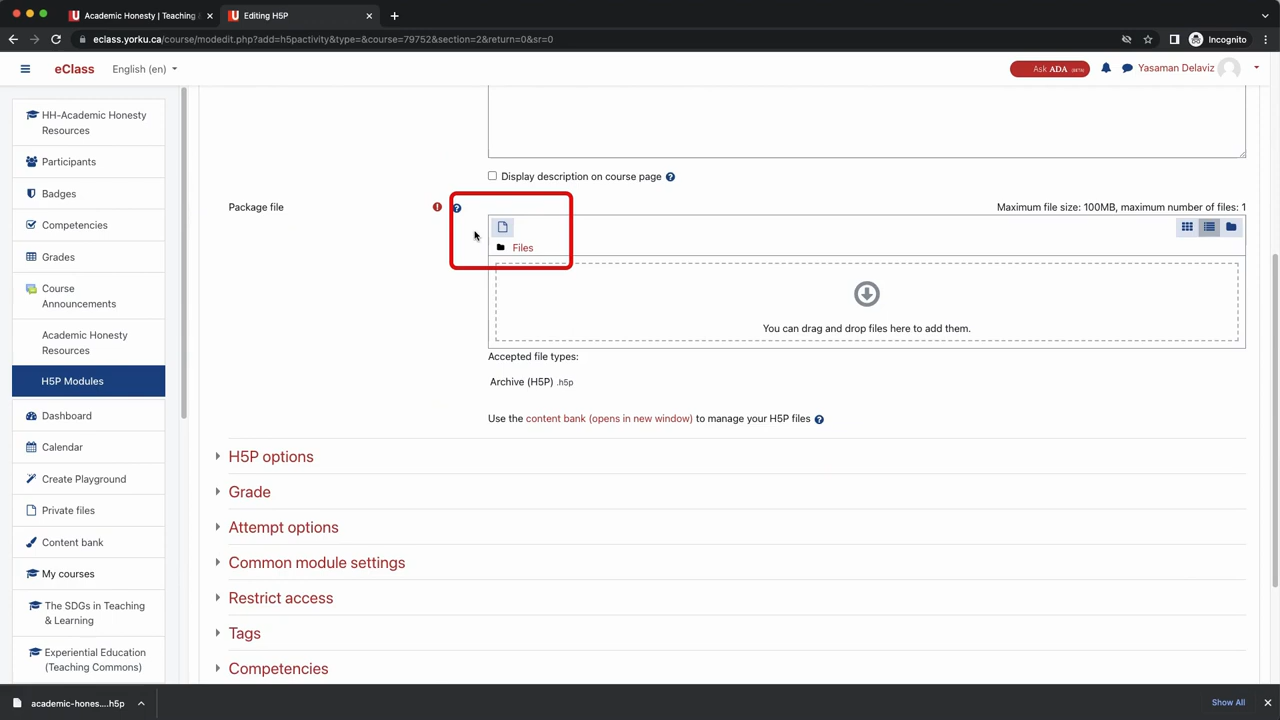 Academic Honesty | Teaching
Editing H5P
eclass.yorku.ca/course/modedit.php?add=h5pactivity&type=&course=79752&section=2&return=0&sr=0
Incognito
eClass
English (en)
Ask ADA (BETA)
Yasaman Delaviz
HH-Academic Honesty
Resources
Participants
Badges
Competencies
Grades
Course
Announcements
Academic Honesty
Resources
H5P Modules
Dashboard
Calendar
Create Playground
Private files
Content bank
My courses
The SDGs in Teaching
& Learning
Experiential Education
(Teaching Commons)
Display description on course page
Package file
Maximum file size: 100MB, maximum number of files: 1
Files
You can drag and drop files here to add them.
Accepted file types:
Archive (H5P) .h5p
Use the content bank (opens in new window) to manage your H5P files
H5P options
Grade
Attempt options
Common module settings
Restrict access
Tags
Competencies
academic-hones....h5p
Show All